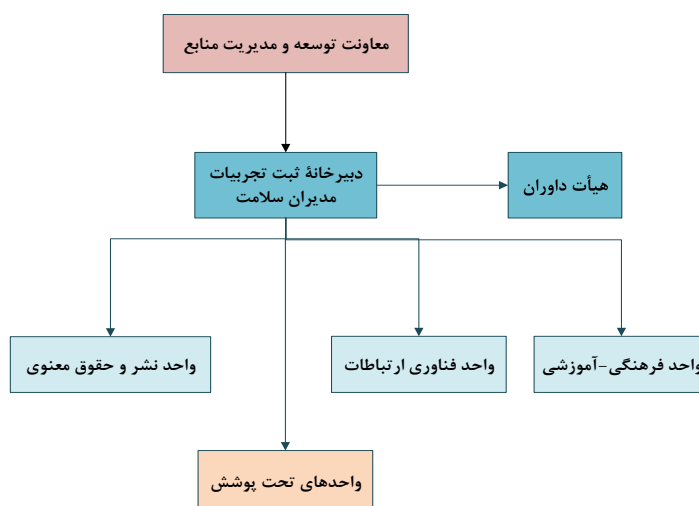 معاونت توسعه و مدیریت منابع
دبیرخانۀ ثبت تجربیات
مدیران سلامت
هیأت داوران
واحد فرهنگی-آموزشی
واحد فناوری ارتباطات
واحد نشر و حقوق معنوی
واحدهای تحت پوشش